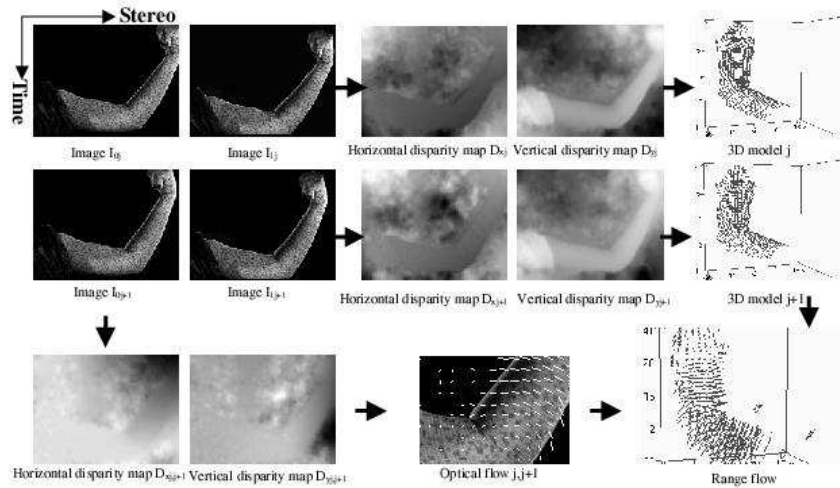 Stereo
Time
Image I0j
Image I1j
Horizontal disparity map Dxj
Vertical disparity map Dyj
3D model j
Image I0j+1
Image I1j+1
Horizontal disparity map Dxj+1
Vertical disparity map Dyj+1
3D model j+1
Horizontal disparity map Dxj,j+1
Vertical disparity map Dyj,j+1
Optical flow j,j+1
Range flow